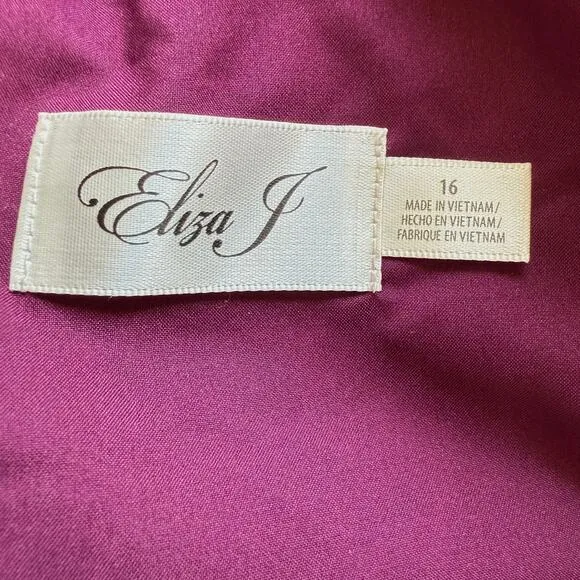 Eliza J
16
MADE IN VIETNAM/
HECHO EN VIETNAM/
FABRIQUE EN VIETNAM